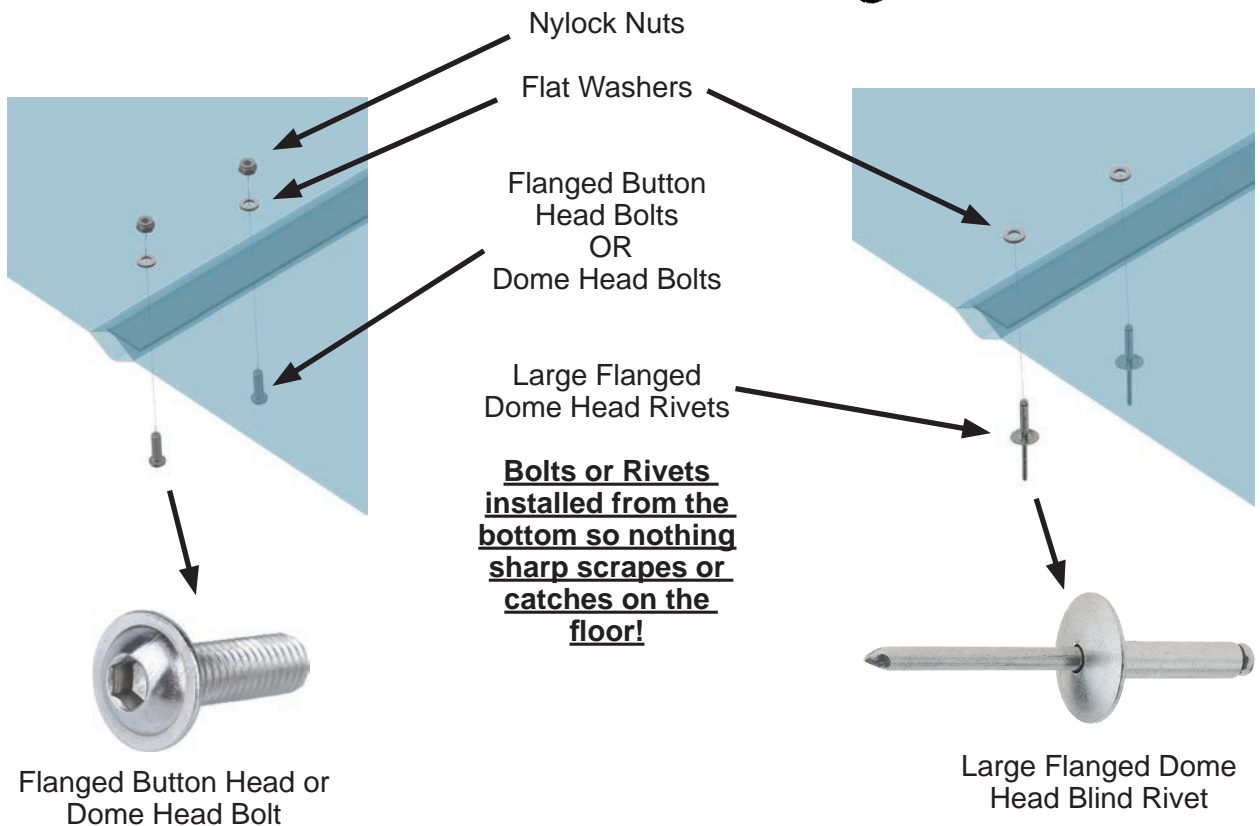 Nylock Nuts
Flat Washers
Flanged Button
Head Bolts
OR
Dome Head Bolts
Large Flanged
Dome Head Rivets
Bolts or Rivets
installed from the
bottom so nothing
sharp scrapes or
catches on the
floor!
Flanged Button Head or
Dome Head Bolt
Large Flanged Dome
Head Blind Rivet